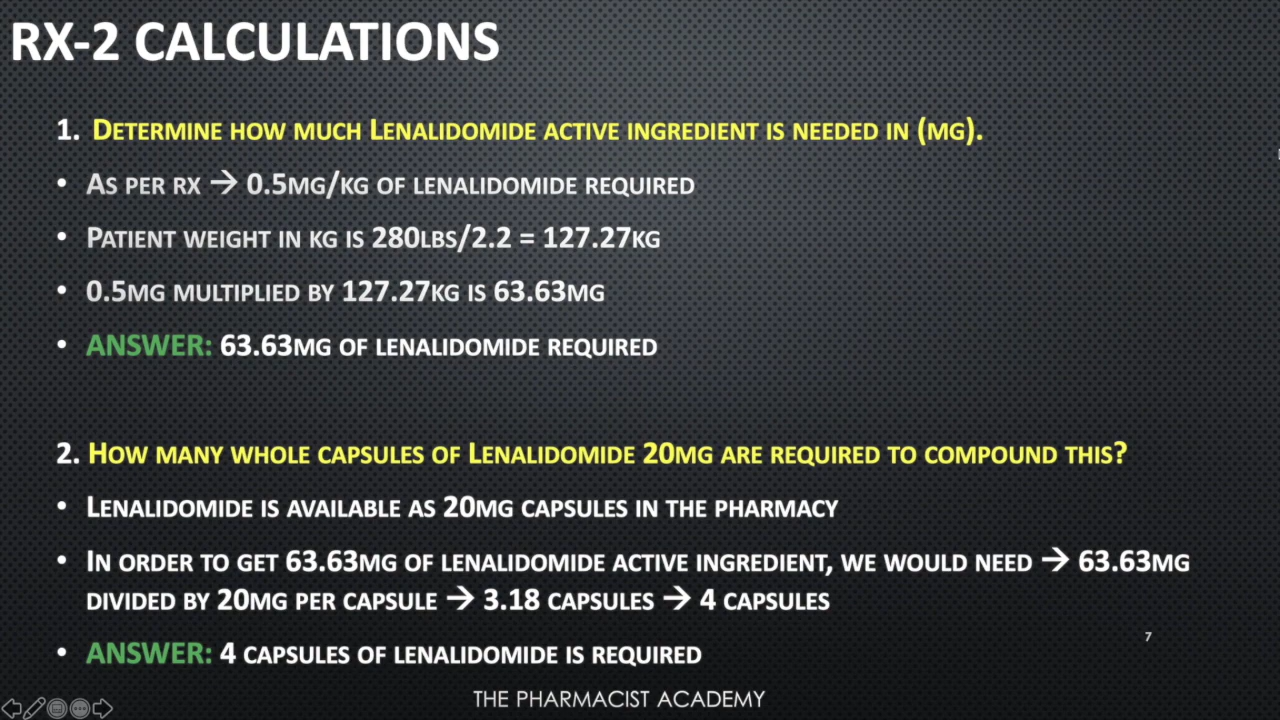 RX-2 CALCULATIONS
1. DETERMINE HOW MUCH LENALIDOMIDE ACTIVE INGREDIENT IS NEEDED IN (MG).
• AS PER RX → 0.5MG/KG OF LENALIDOMIDE REQUIRED
• PATIENT WEIGHT IN KG IS 280LBS/2.2 = 127.27KG
• 0.5MG MULTIPLIED BY 127.27KG IS 63.63MG
• ANSWER: 63.63MG OF LENALIDOMIDE REQUIRED
2. HOW MANY WHOLE CAPSULES OF LENALIDOMIDE 20MG ARE REQUIRED TO COMPOUND THIS?
• LENALIDOMIDE IS AVAILABLE AS 20MG CAPSULES IN THE PHARMACY
• IN ORDER TO GET 63.63MG OF LENALIDOMIDE ACTIVE INGREDIENT, WE WOULD NEED → 63.63MG
DIVIDED BY 20MG PER CAPSULE → 3.18 CAPSULES → 4 CAPSULES
7
• ANSWER: 4 CAPSULES OF LENALIDOMIDE IS REQUIRED
THE PHARMACIST ACADEMY